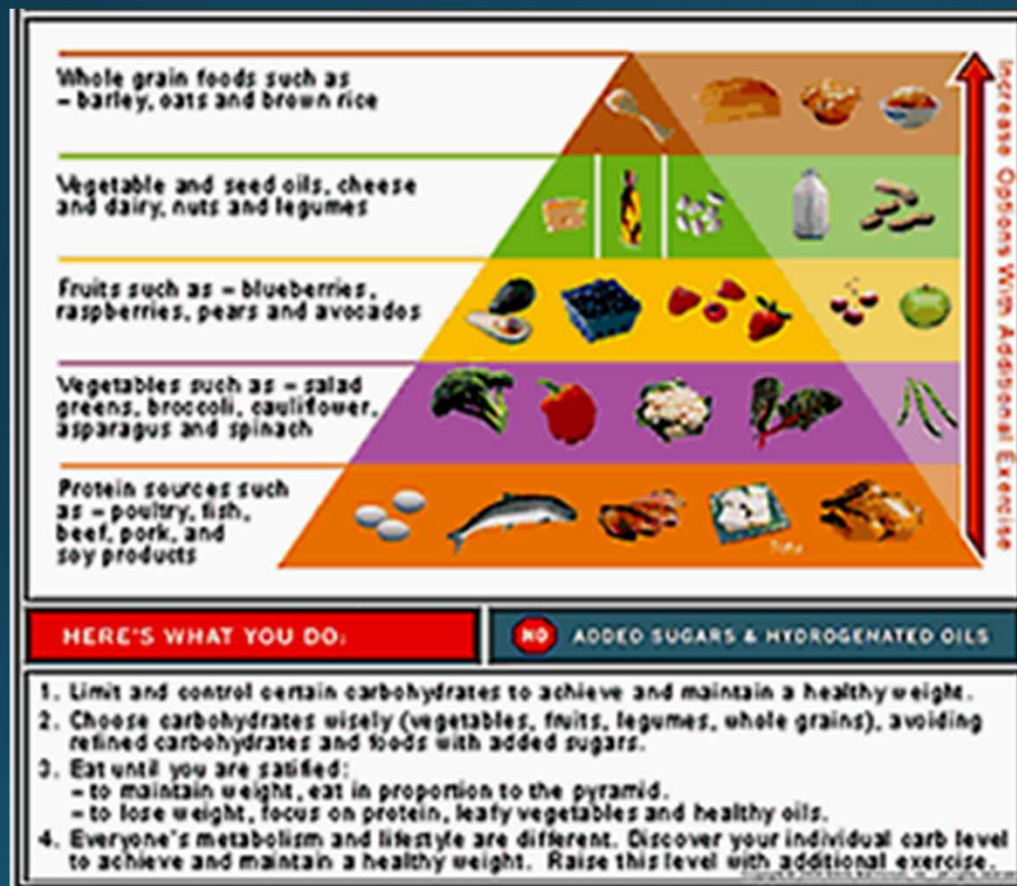 Whole grain foods such as
– barley, oats and brown rice
Vegetable and seed oils, cheese
and dairy, nuts and legumes
Fruits such as – blueberries,
raspberries, pears and avocados
Vegetables such as – salad
greens, broccoli, cauliflower,
asparagus and spinach
Protein sources such
as – poultry, fish,
beef, pork, and
soy products
Tofu
Increase Options With Additional Exercise
HERE'S WHAT YOU DO:
NO ADDED SUGARS & HYDROGENATED OILS
1. Limit and control certain carbohydrates to achieve and maintain a healthy weight.
2. Choose carbohydrates wisely (vegetables, fruits, legumes, whole grains), avoiding
refined carbohydrates and foods with added sugars.
3. Eat until you are satified:
– to maintain weight, eat in proportion to the pyramid.
– to lose weight, focus on protein, leafy vegetables and healthy oils.
4. Everyone's metabolism and lifestyle are different. Discover your individual carb level
to achieve and maintain a healthy weight. Raise this level with additional exercise.